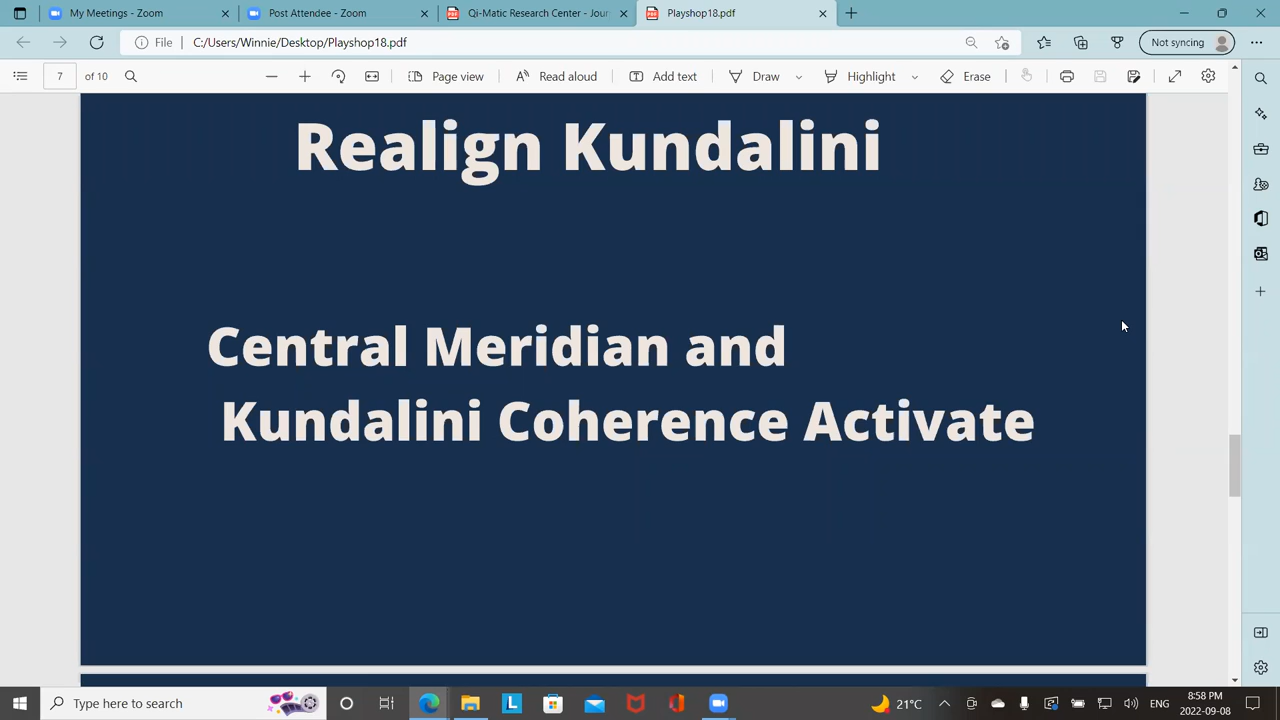 My Meetings - Zoom
Post Attendee - Zoom
Qi-Matic Research Center - Jour
Playshop18.pdf
File
C:/Users/Winnie/Desktop/Playshop18.pdf
Not syncing
7 of 10
Page view
Read aloud
Add text
Draw
Highlight
Erase
Realign Kundalini
Central Meridian and
Kundalini Coherence Activate
Type here to search
21°C
ENG
8:58 PM
2022-09-08